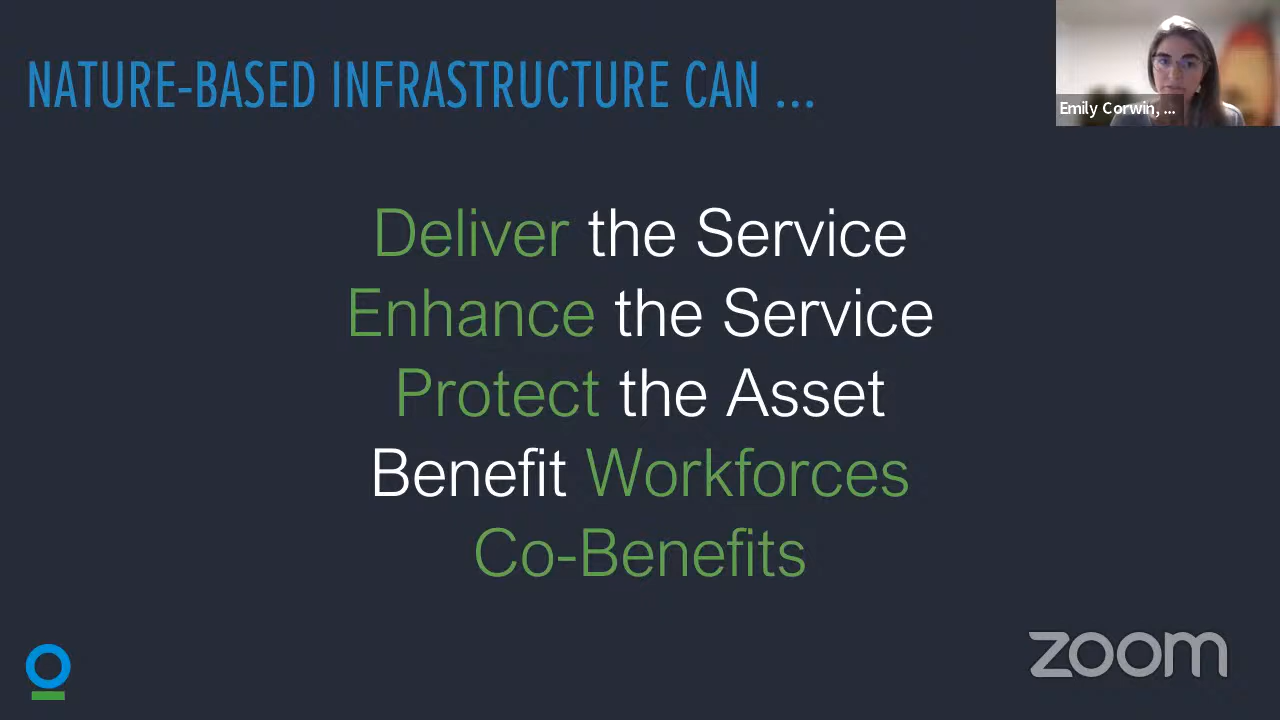 NATURE-BASED INFRASTRUCTURE CAN ...
Emily Corwin, ...
Deliver the Service
Enhance the Service
Protect the Asset
Benefit Workforces
Co-Benefits
zoom